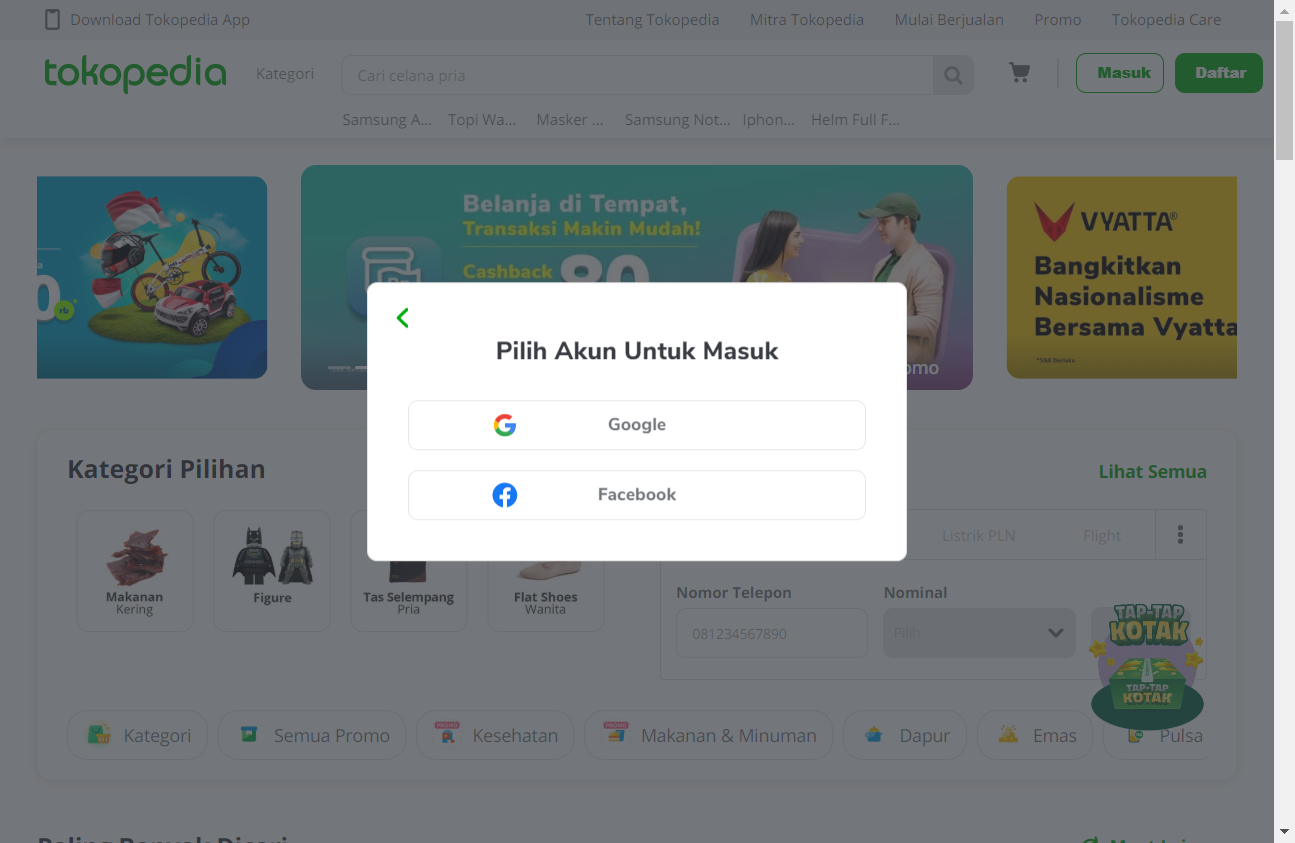 Download Tokopedia App
Tentang Tokopedia
Mitra Tokopedia
Mulai Berjualan
Promo
Tokopedia Care
tokopedia
Kategori
Cari celana pria
Masuk
Daftar
Samsung A...
Topi Wa...
Masker ...
Samsung Not...
Iphon...
Helm Full F...
Belanja di Tempat,
Transaksi Makin Mudah!
Cashback 80
0 rb
VYATTA®
Bangkitkan
Nasionalisme
Bersama Vyatta
*S&K Berlaku
omo
Pilih Akun Untuk Masuk
Google
Facebook
Kategori Pilihan
Lihat Semua
Makanan
Kering
Figure
Tas Selempang
Pria
Flat Shoes
Wanita
Listrik PLN
Flight
Nomor Telepon
081234567890
Nominal
Pilih
TAP-TAP
KOTAK
TAP-TAP
KOTAK
Kategori
Semua Promo
PROMO
Kesehatan
PROMO
Makanan & Minuman
Dapur
Emas
Pulsa
Paling Banyak Dicari